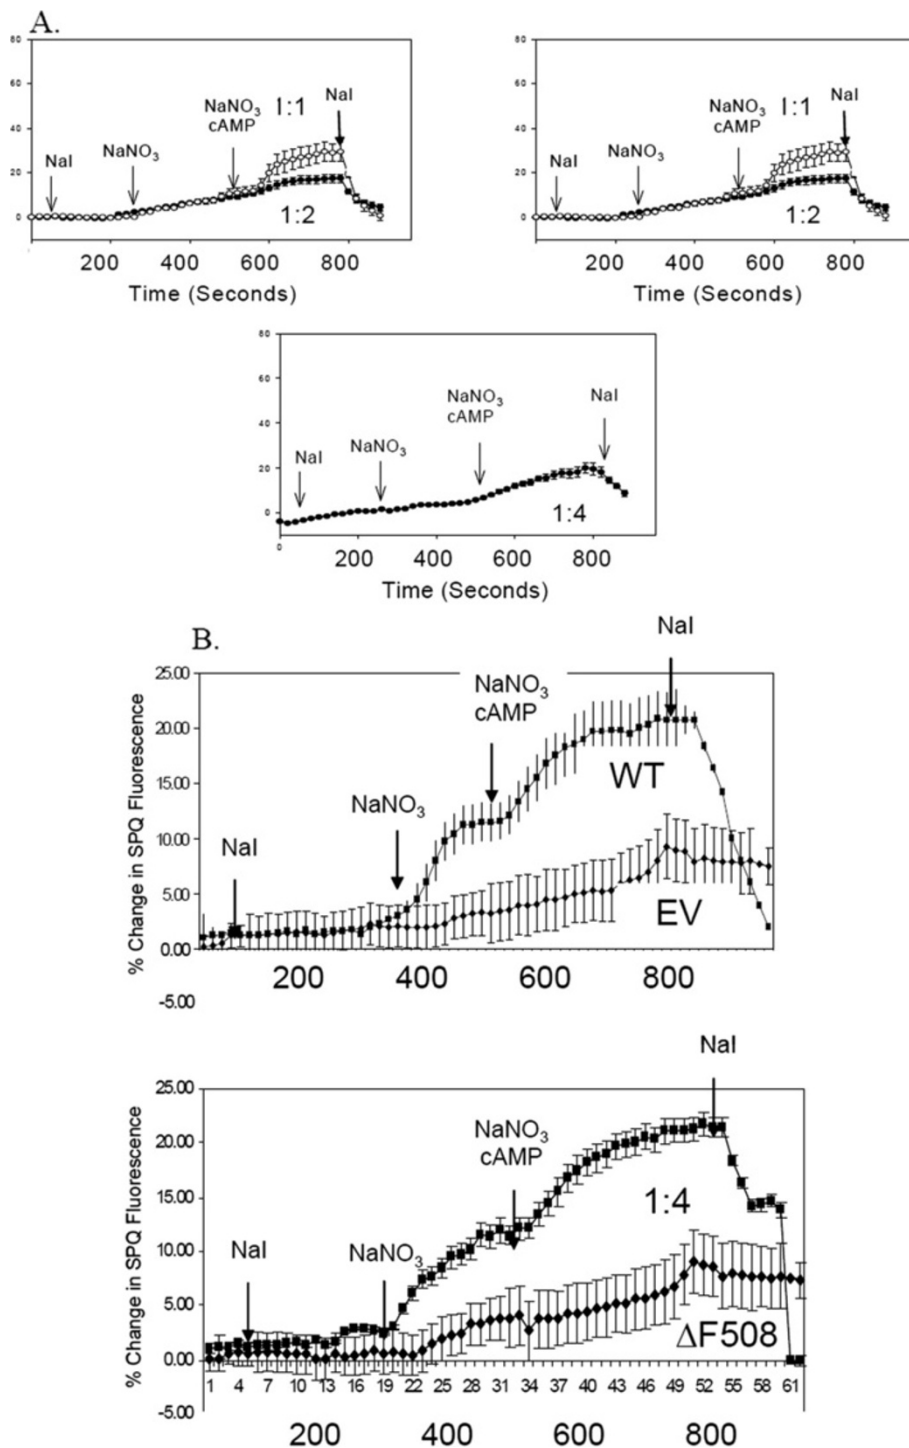 A.
80
60
40
20
0
NaI
NaNO3
NaNO3
cAMP
1:1
NaI
1:2
200 400 600 800
Time (Seconds)
80
60
40
20
0
NaI
NaNO3
NaNO3
cAMP
1:1
NaI
1:2
200 400 600 800
Time (Seconds)
80
60
40
20
0
NaI
NaNO3
NaNO3
cAMP
NaI
1:4
0
200 400 600 800
Time (Seconds)
B.
% Change in SPQ Fluorescence
25.00
20.00
15.00
10.00
5.00
0.00
-5.00
NaI
NaNO3
NaNO3
cAMP
NaI
WT
EV
200 400 600 800
% Change in SPQ Fluorescence
25.00
20.00
15.00
10.00
5.00
0.00
-5.00
NaI
NaNO3
NaNO3
cAMP
NaI
1:4
ΔF508
1 4 7 10 13 16 19 22 25 28 31 34 37 40 43 46 49 52 55 58 61
200 400 600 800